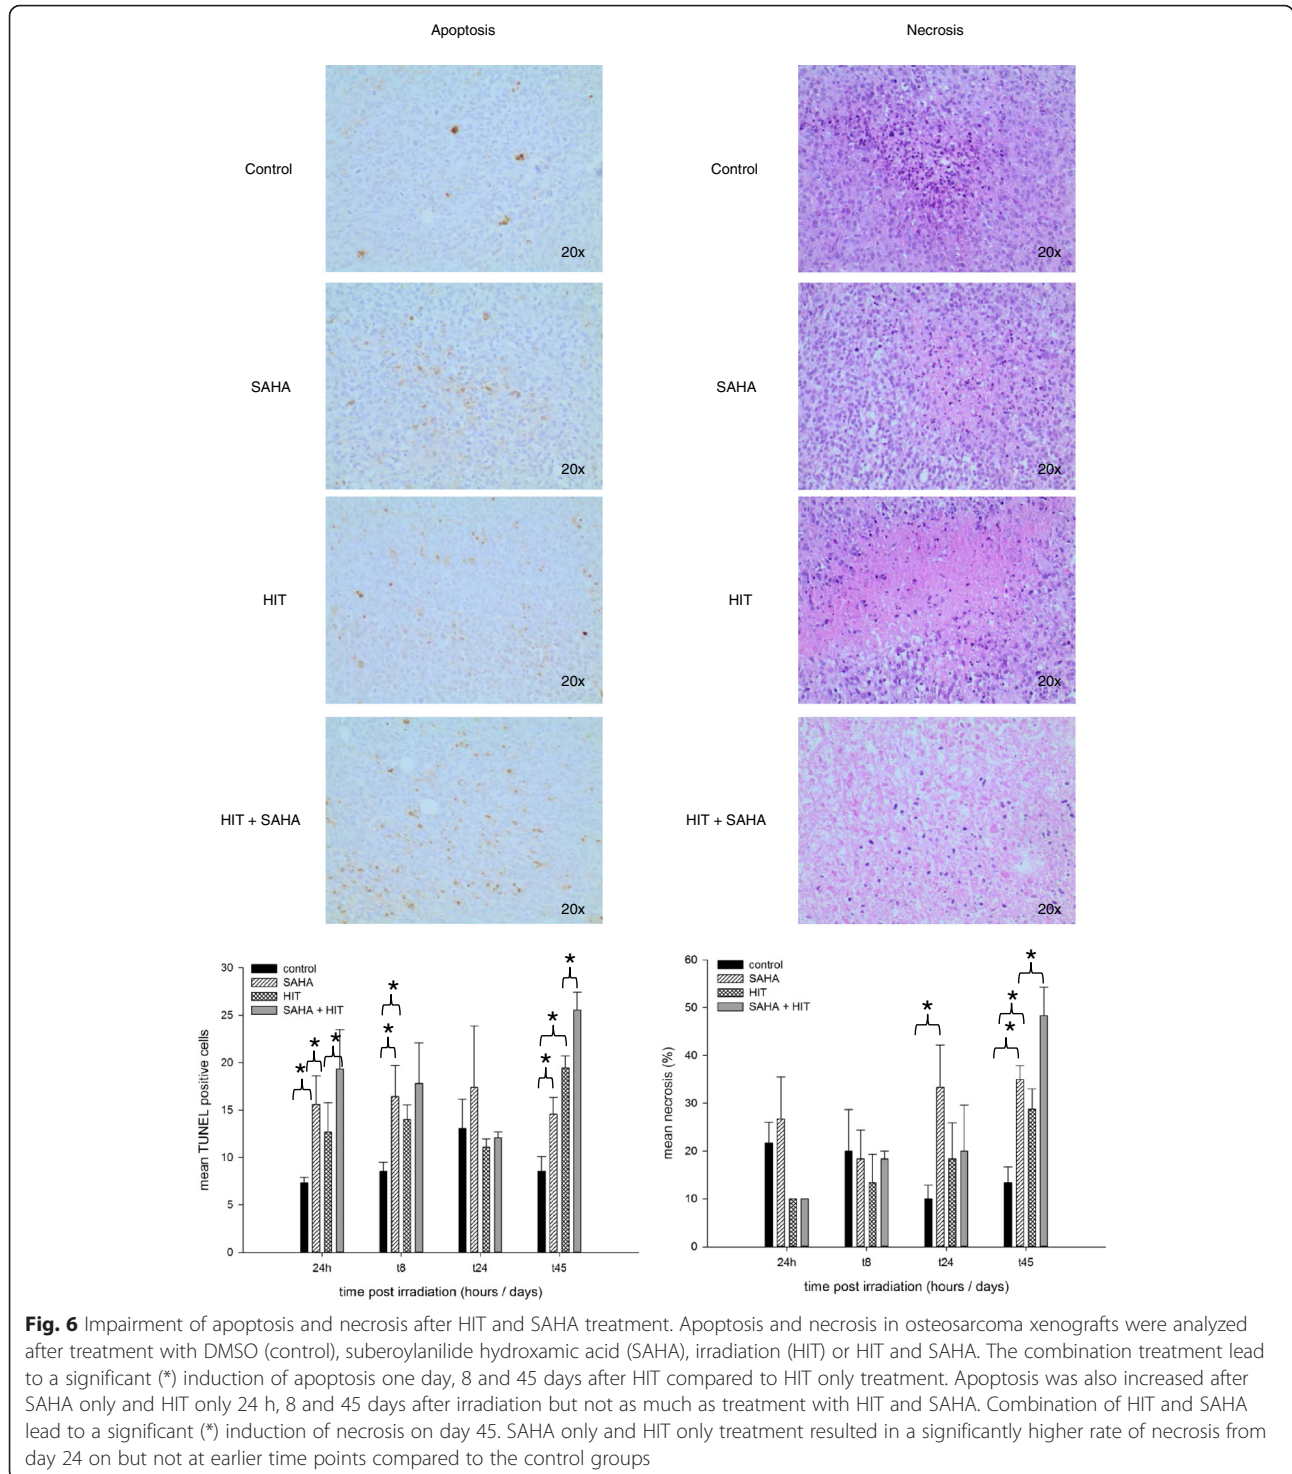 Apoptosis
Necrosis
Control
20x
Control
20x
SAHA
20x
SAHA
20x
HIT
20x
HIT
20x
HIT + SAHA
20x
HIT + SAHA
20x
mean TUNEL positive cells
30
25
20
15
10
5
0
control
SAHA
HIT
SAHA + HIT
* * * * * * * *
24h t8 t24 t45
time post irradiation (hours / days)
mean necrosis (%)
60
50
40
30
20
10
0
control
SAHA
HIT
SAHA + HIT
* * * *
24h t8 t24 t45
time post irradiation (hours / days)
Fig. 6 Impairment of apoptosis and necrosis after HIT and SAHA treatment. Apoptosis and necrosis in osteosarcoma xenografts were analyzed
after treatment with DMSO (control), suberoylanilide hydroxamic acid (SAHA), irradiation (HIT) or HIT and SAHA. The combination treatment lead
to a significant (*) induction of apoptosis one day, 8 and 45 days after HIT compared to HIT only treatment. Apoptosis was also increased after
SAHA only and HIT only 24 h, 8 and 45 days after irradiation but not as much as treatment with HIT and SAHA. Combination of HIT and SAHA
lead to a significant (*) induction of necrosis on day 45. SAHA only and HIT only treatment resulted in a significantly higher rate of necrosis from
day 24 on but not at earlier time points compared to the control groups